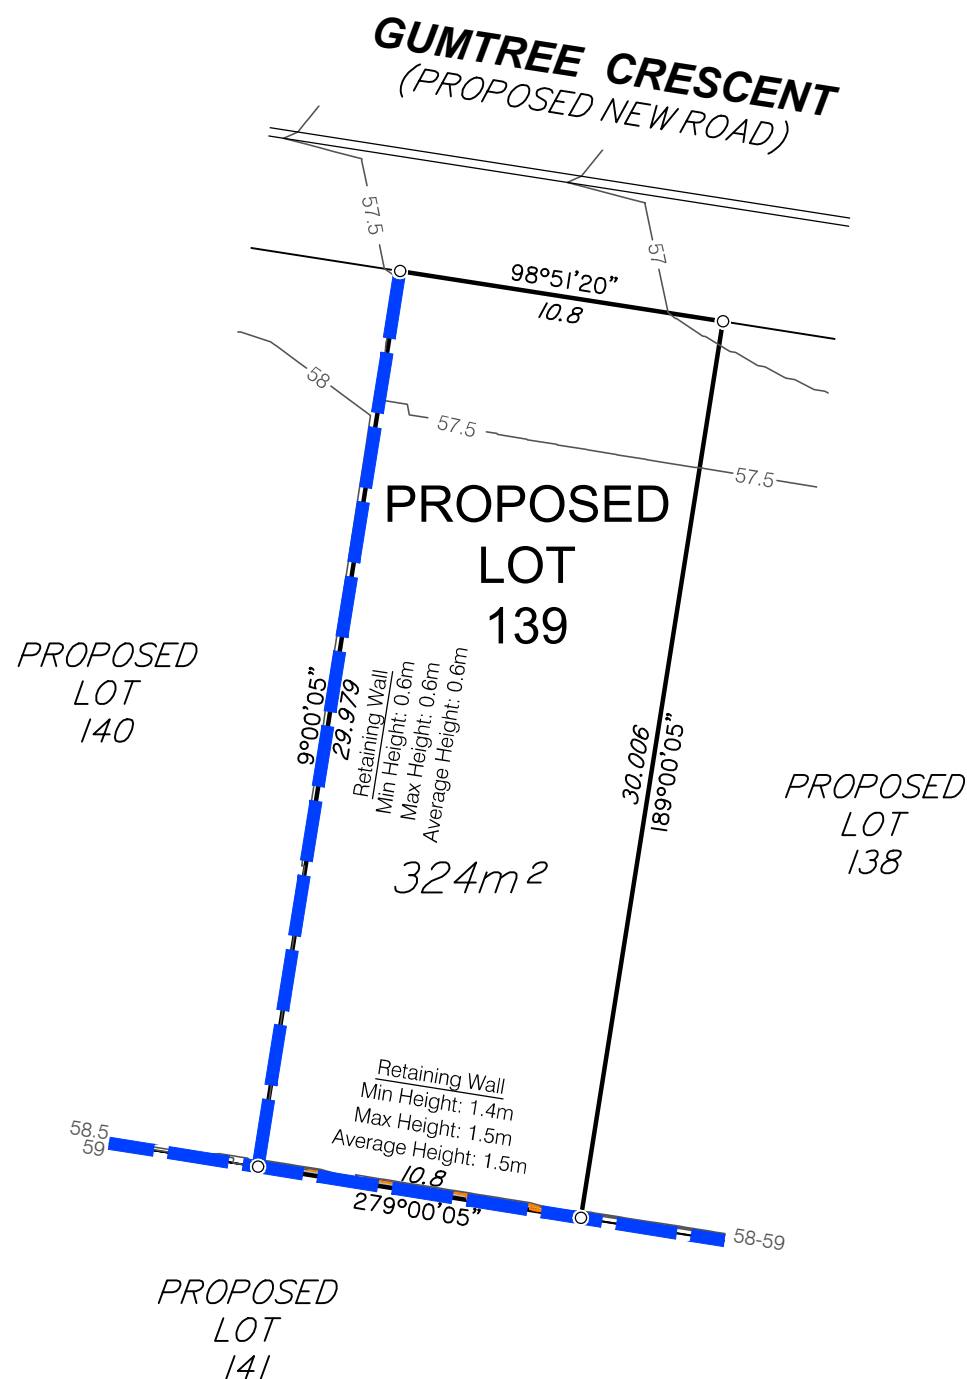 GUMTREE CRESCENT
(PROPOSED NEW ROAD)
57.5
57
98°51'20"
10.8
58
57.5
57.5
PROPOSED
LOT
139
PROPOSED
LOT
140
9°00'05"
29.979
Retaining Wall
Min Height: 0.6m
Max Height: 0.6m
Average Height: 0.6m
30.006
189°00'05"
PROPOSED
LOT
138
324m²
Retaining Wall
Min Height: 1.4m
Max Height: 1.5m
Average Height: 1.5m
10.8
279°00'05"
58.5
59
58-59
PROPOSED
LOT
141